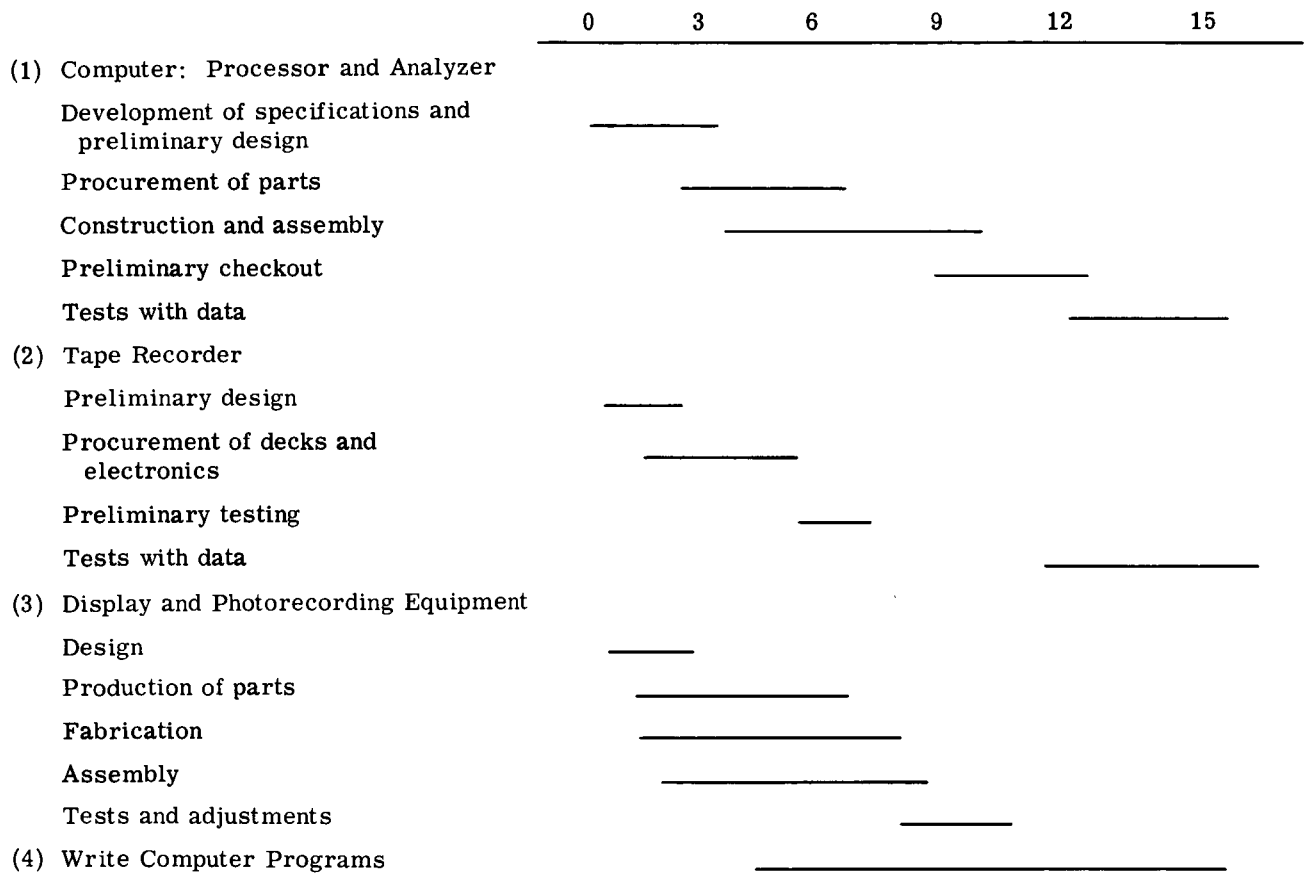 0 3 6 9 12 15
(1) Computer: Processor and Analyzer
Development of specifications and
preliminary design
Procurement of parts
Construction and assembly
Preliminary checkout
Tests with data
(2) Tape Recorder
Preliminary design
Procurement of decks and
electronics
Preliminary testing
Tests with data
(3) Display and Photorecording Equipment
Design
Production of parts
Fabrication
Assembly
Tests and adjustments
(4) Write Computer Programs